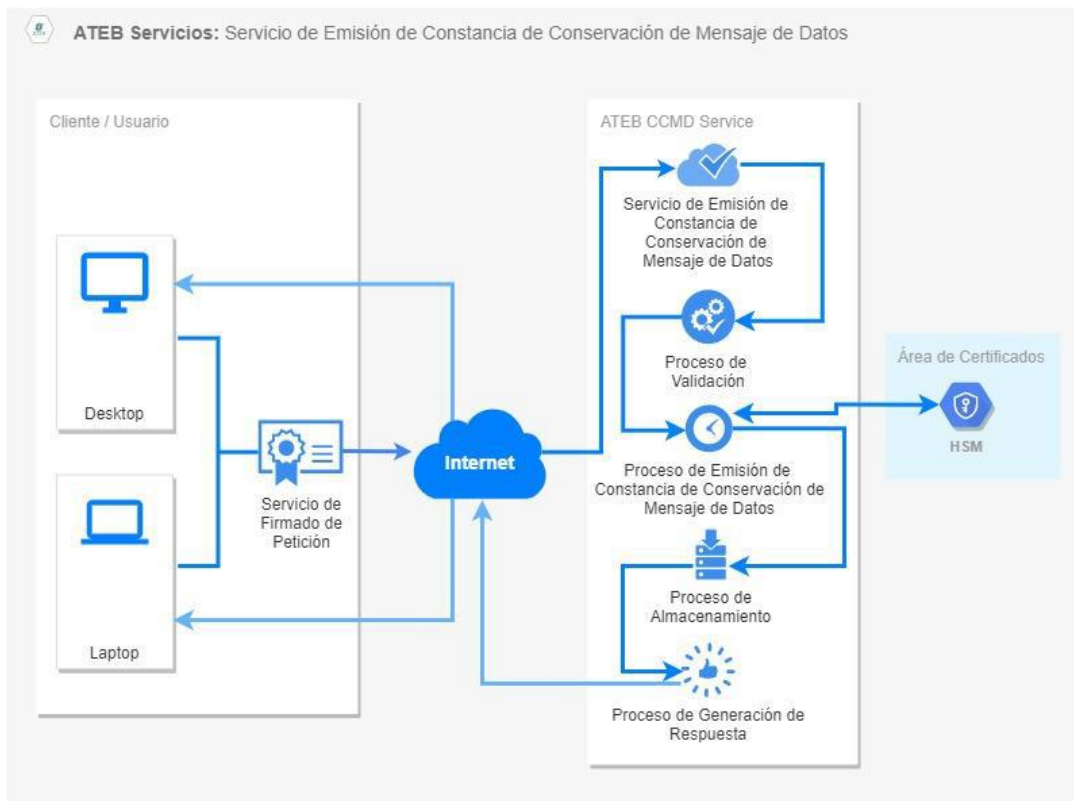 ATEB Servicios: Servicio de Emisión de Constancia de Conservación de Mensaje de Datos
Cliente / Usuario
Desktop
Laptop
Servicio de
Firmado de
Petición
Internet
ATEB CCMD Service
Servicio de Emisión de
Constancia de
Conservación de
Mensaje de Datos
Proceso de
Validación
Proceso de Emisión de
Constancia de Conservación de
Mensaje de Datos
Proceso de
Almacenamiento
Proceso de Generación de
Respuesta
Área de Certificados
HSM